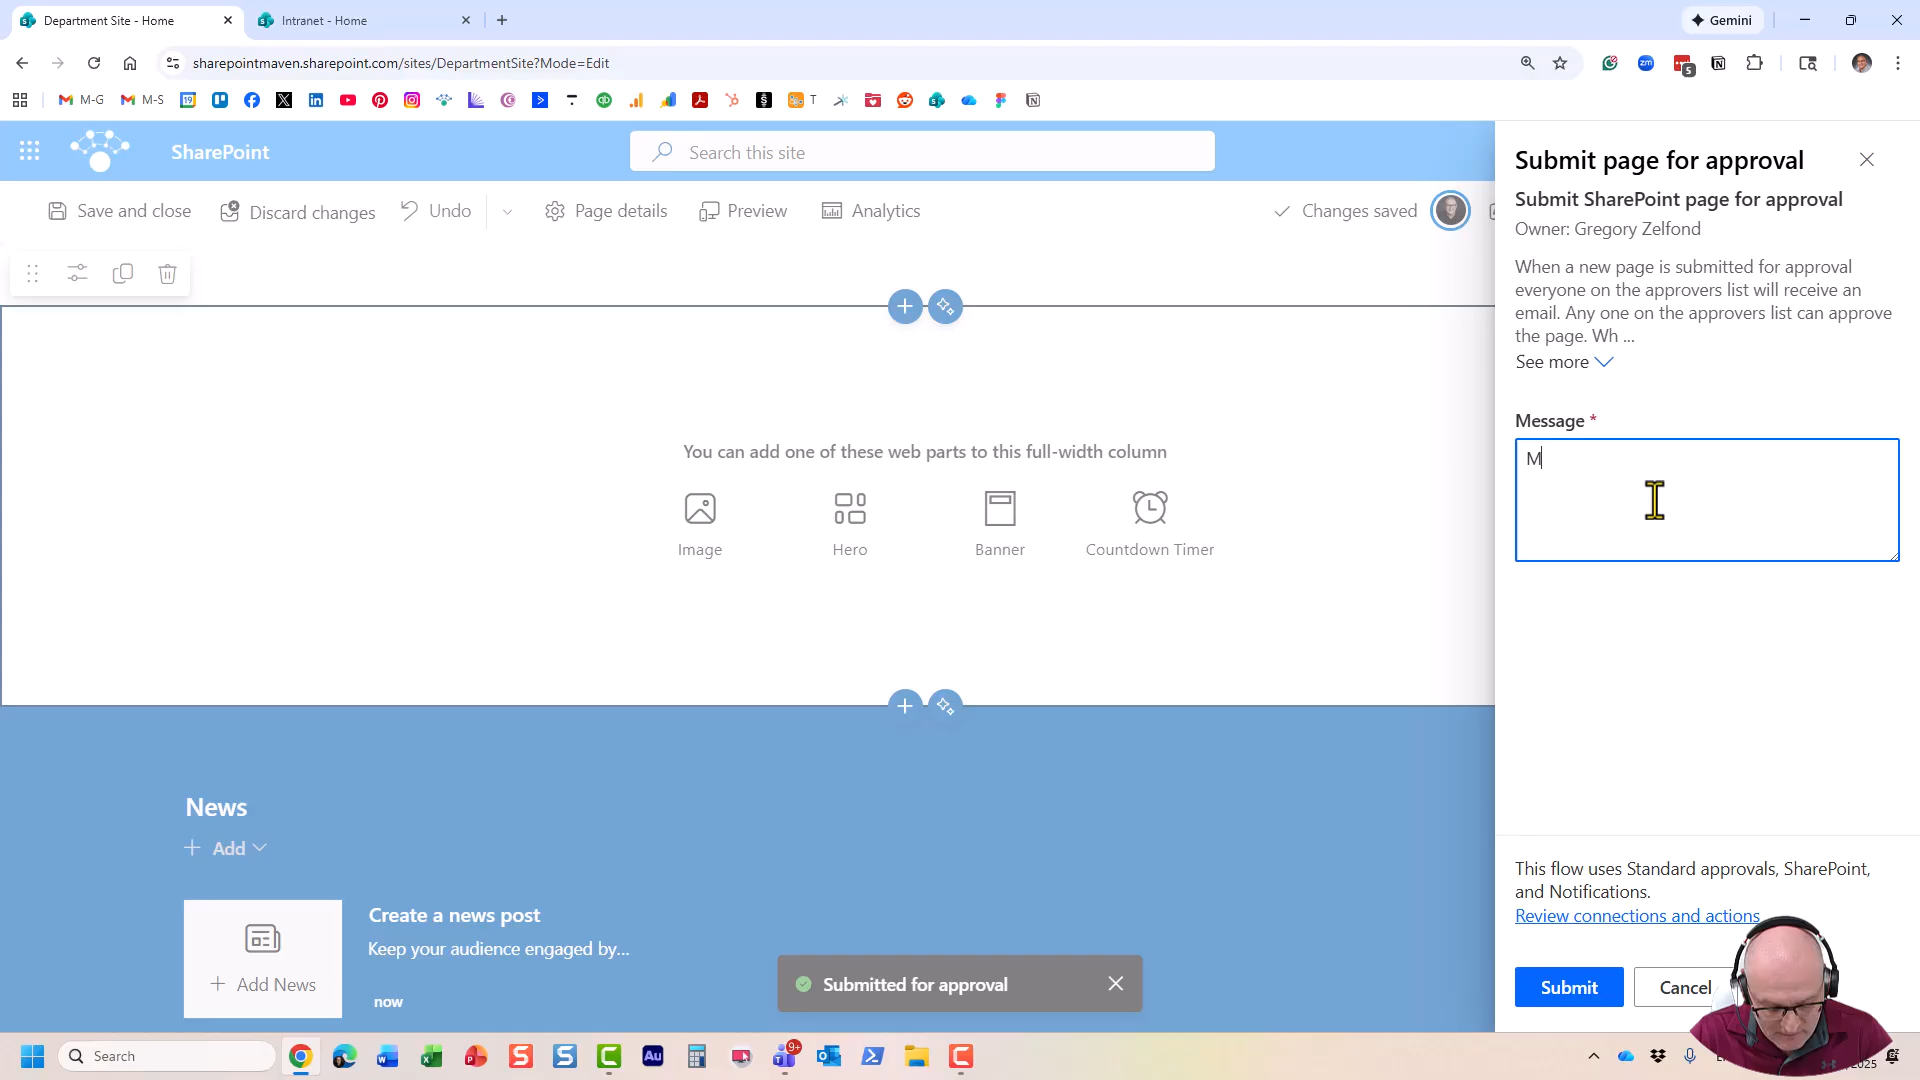 Department Site - Home
Intranet - Home
Gemini
sharepointmaven.sharepoint.com/sites/DepartmentSite?Mode=Edit
M-G
M-S
19
T
SharePoint
Search this site
Save and close
Discard changes
Undo
Page details
Preview
Analytics
Changes saved
You can add one of these web parts to this full-width column
Image
Hero
Banner
Countdown Timer
News
Add
Add News
Create a news post
Keep your audience engaged by...
now
Submitted for approval
Submit page for approval
Submit SharePoint page for approval
Owner: Gregory Zelfond
When a new page is submitted for approval
everyone on the approvers list will receive an
email. Any one on the approvers list can approve
the page. Wh ...
See more
Message *
M
This flow uses Standard approvals, SharePoint,
and Notifications.
Review connections and actions
Submit
Cancel
Search
Au
9+